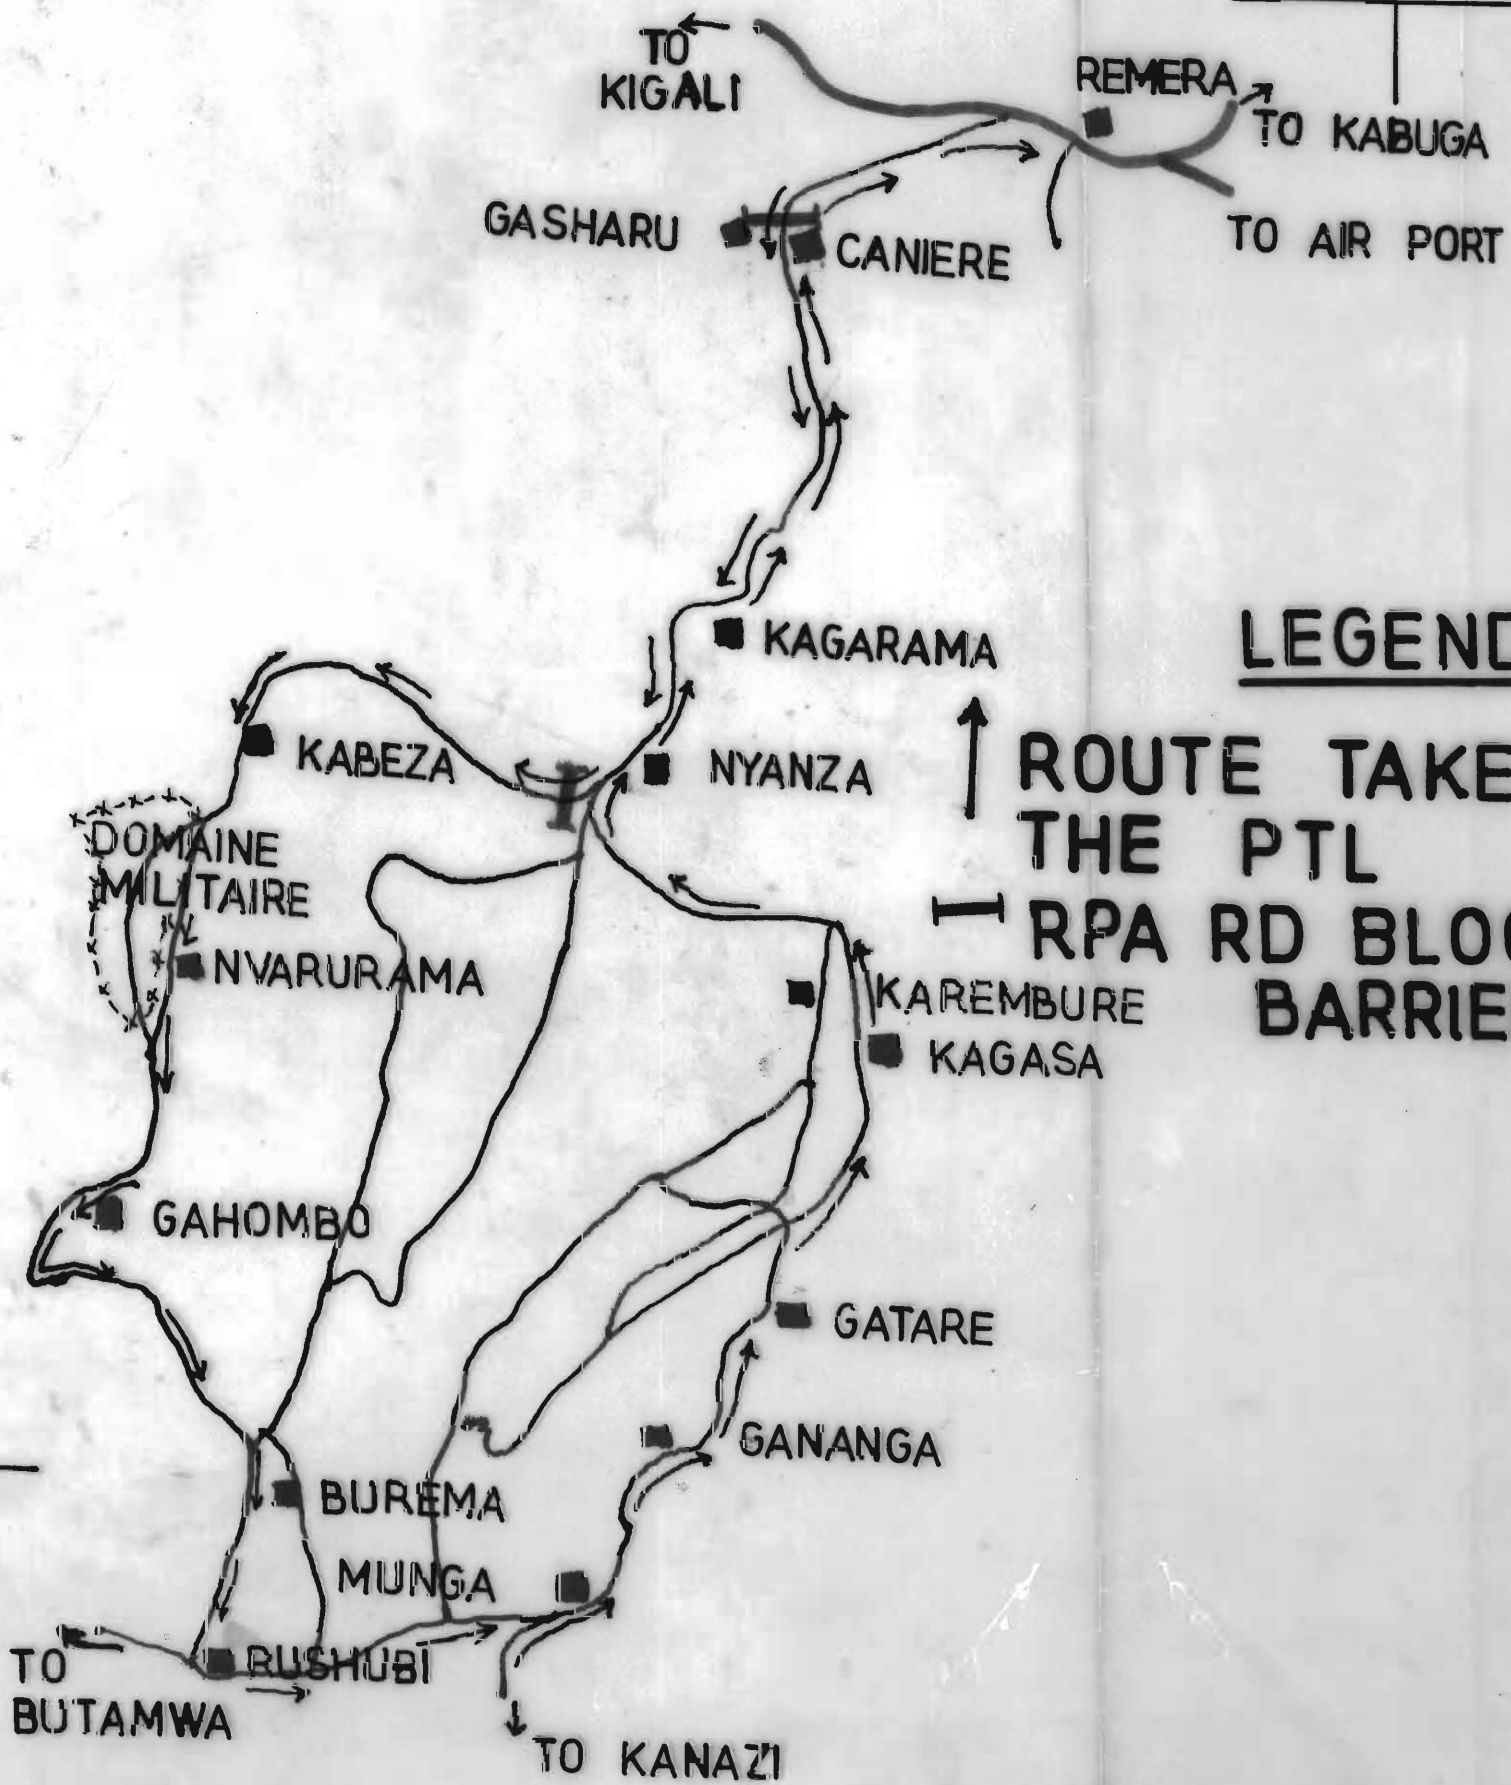 TO
KIGALI
REMERA
TO KABUGA
GASHARU
CANIERE
TO AIR PORT
KAGARAMA
LEGEND
KABEZA
NYANZA
ROUTE TAKE
THE PTL
DOMAINE
MILITAIRE
RPA RD BLOC
NVARURAMA
KAREMBURE
BARRIE
KAGASA
GAHOMBO
GATARE
GANANGA
BUREMA
MUNGA
TO
BUTAMWA
RUSHUBI
TO KANAZI